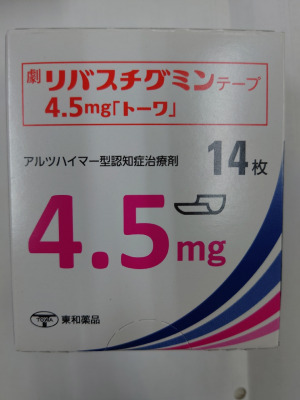 劇 リバスチグミンテープ
4.5mg「トーワ」
アルツハイマー型認知症治療剤 14枚
4.5mg
TOWA 東和薬品